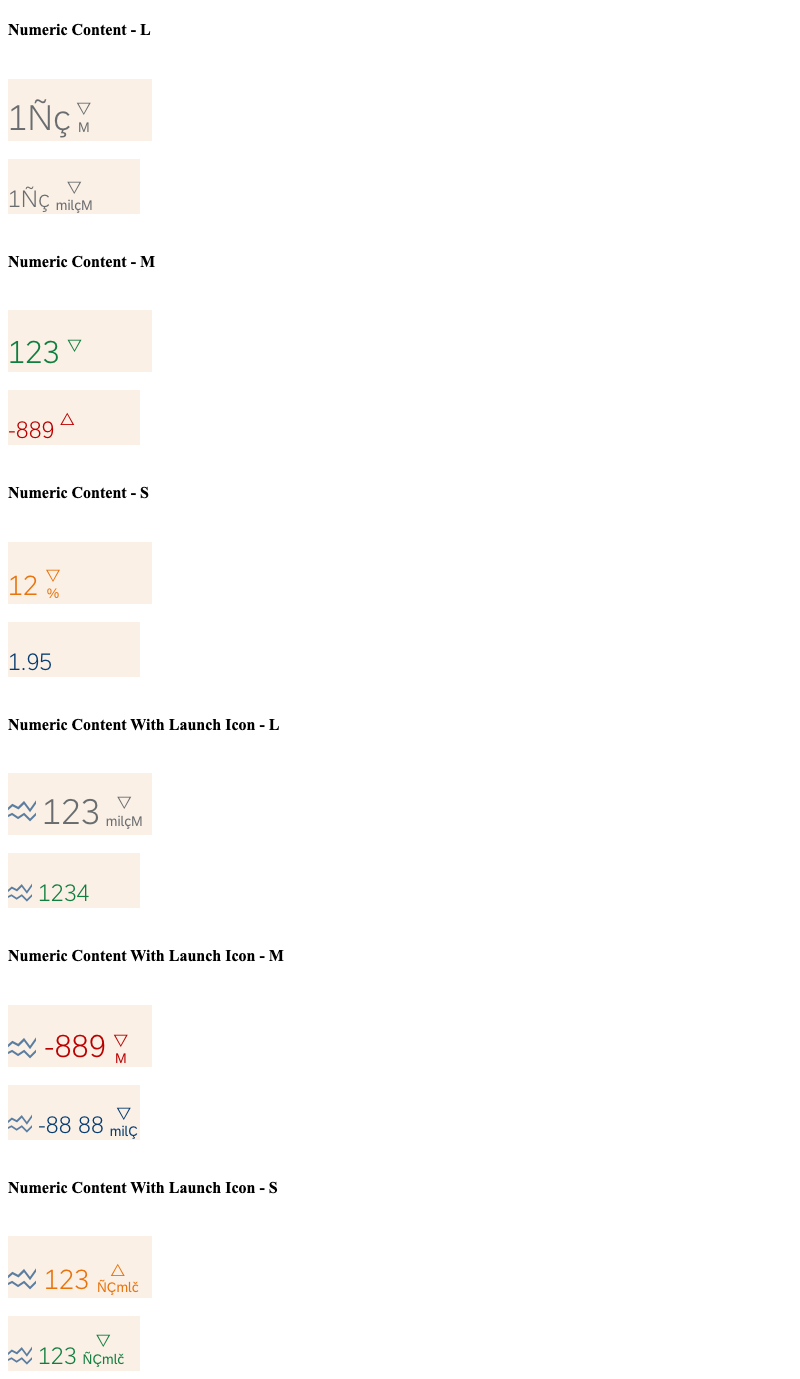 Numeric Content - L
1Ñç
M
1Ñç
milçM
Numeric Content - M
123
-889
Numeric Content - S
12
%
1.95
Numeric Content With Launch Icon - L
123
milçM
1234
Numeric Content With Launch Icon - M
-889
M
-88 88
milÇ
Numeric Content With Launch Icon - S
123
ÑÇmlč
123
ÑÇmlč